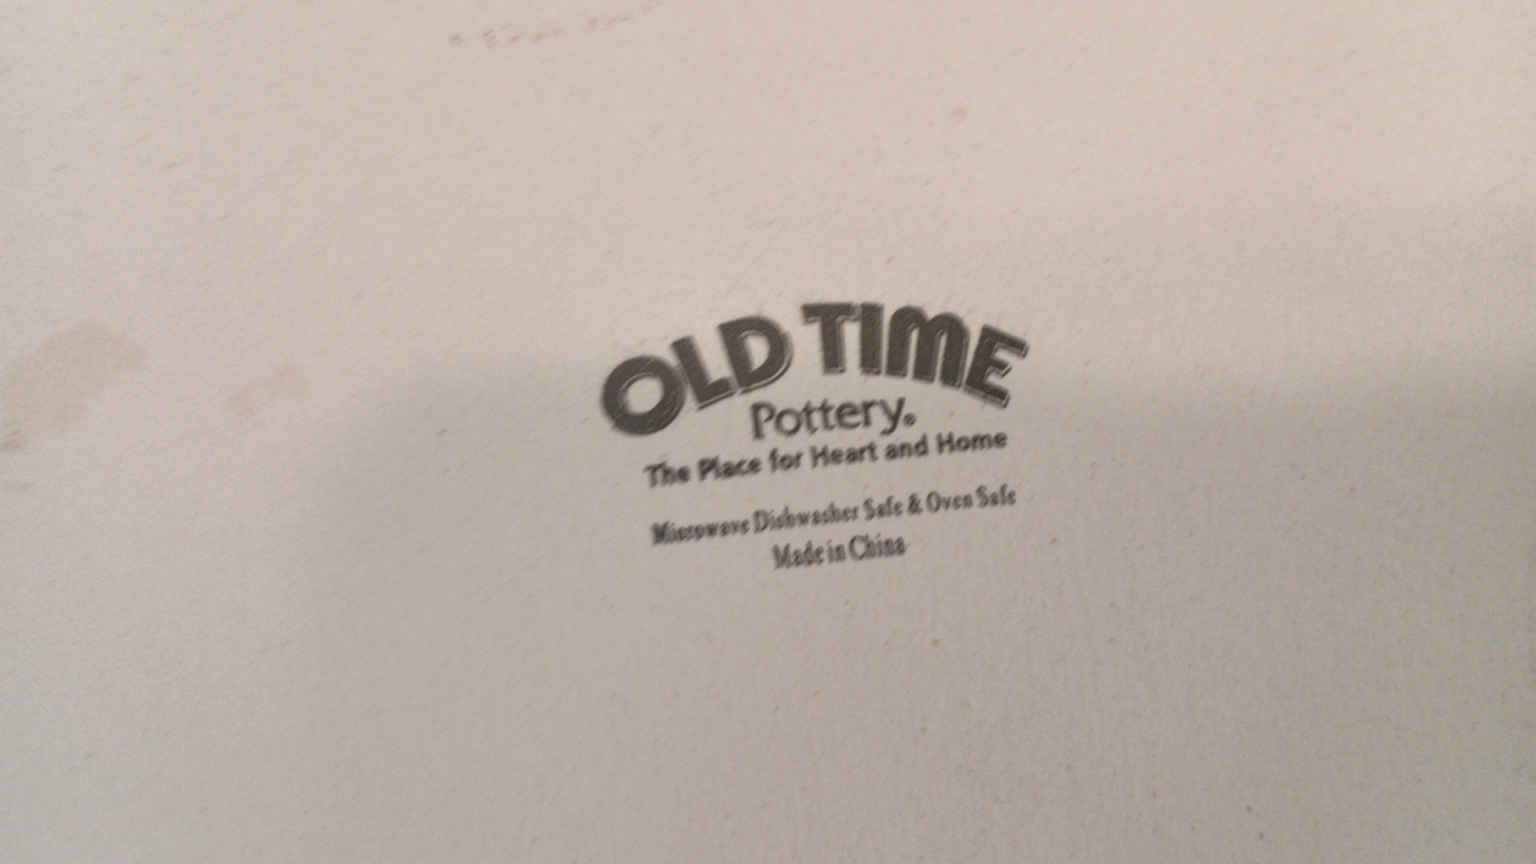 OLD TIME
Pottery®
The Place for Heart and Home
Microwave Dishwasher Safe & Oven Safe
Made in China